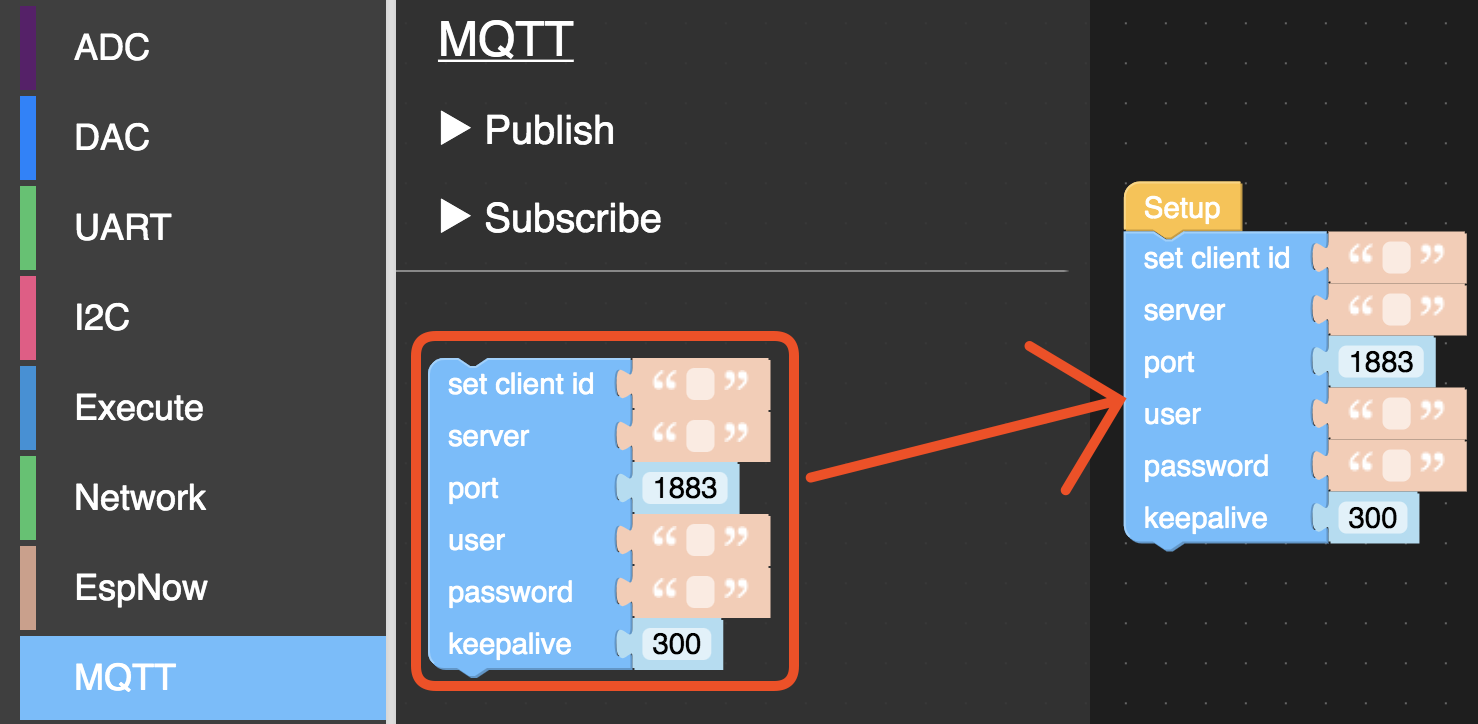 ADC
DAC
UART
I2C
Execute
Network
EspNow
MQTT
MQTT
▶ Publish
▶ Subscribe
set client id “ ”
server “ ”
port 1883
user “ ”
password “ ”
keepalive 300
Setup
set client id “ ”
server “ ”
port 1883
user “ ”
password “ ”
keepalive 300